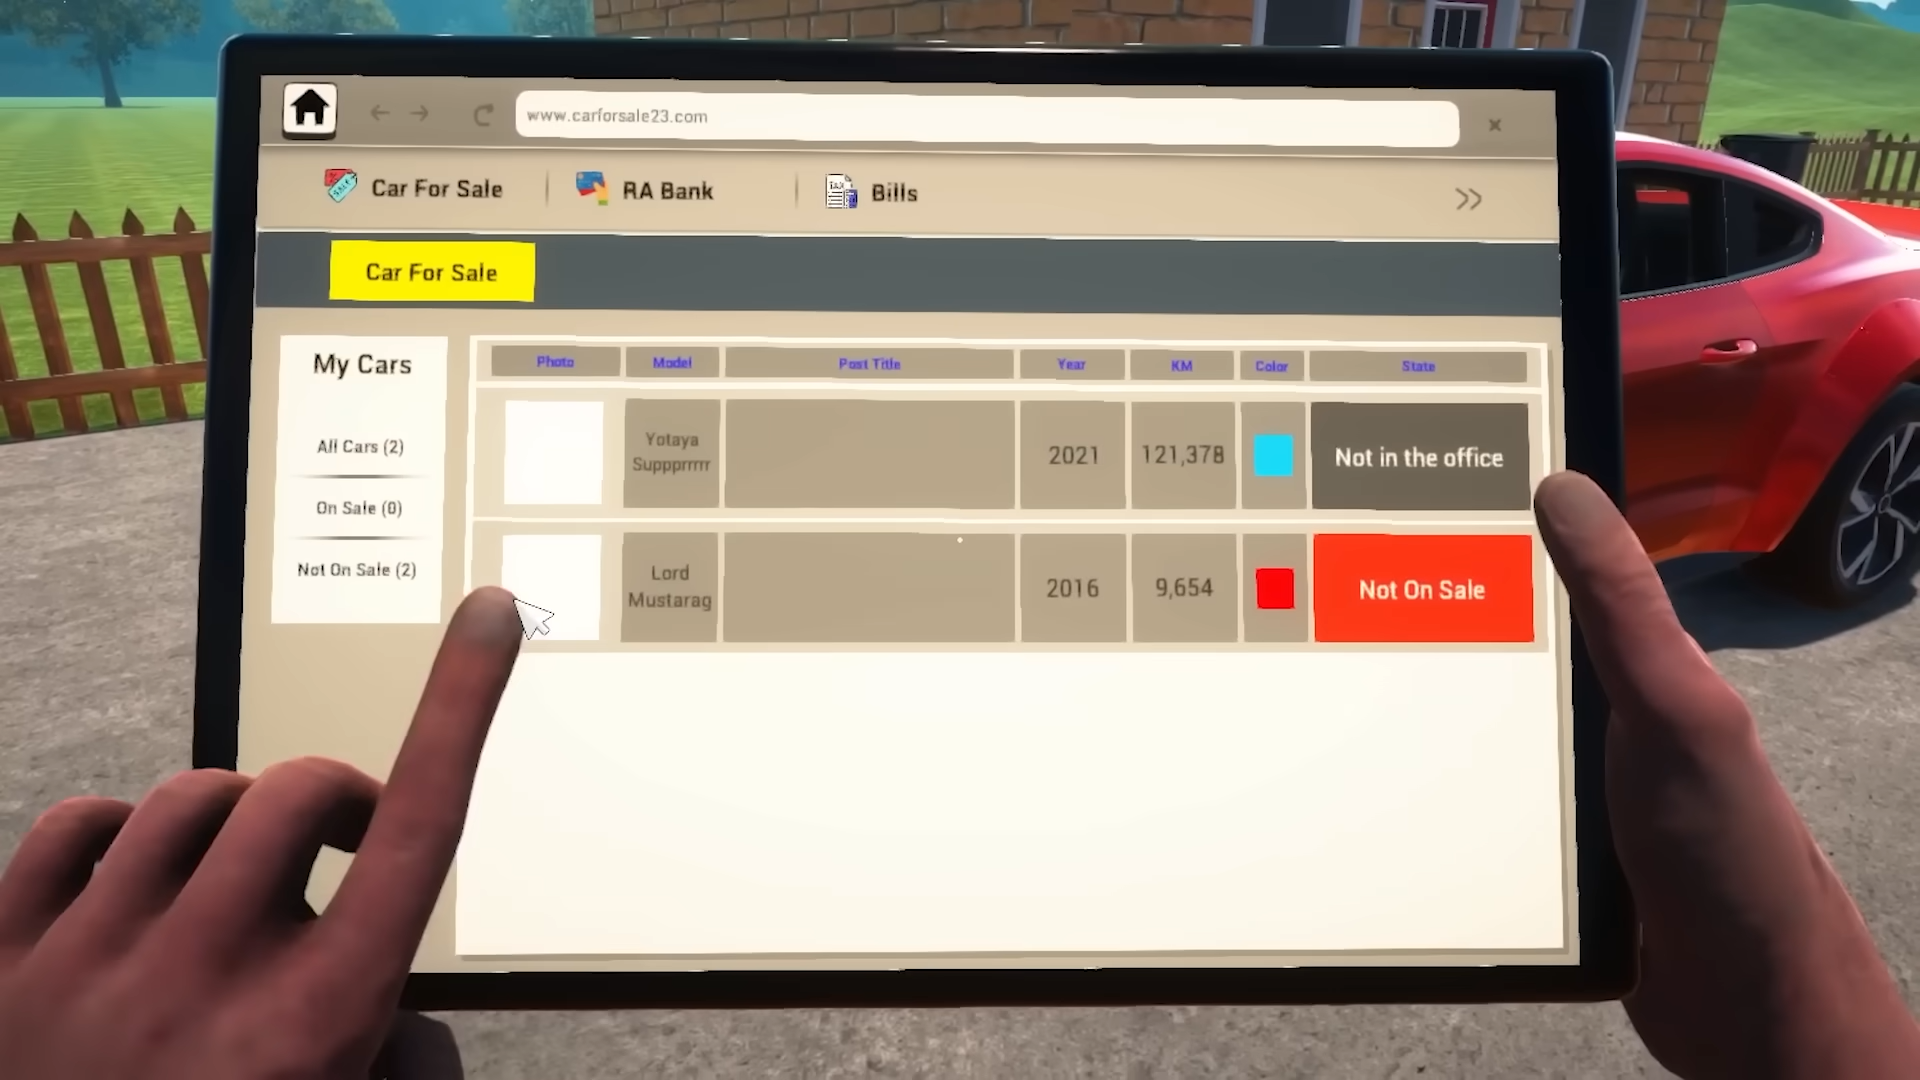 www.carforsale23.com
Car For Sale
RA Bank
Bills
Car For Sale
My Cars
All Cars (2)
On Sale (0)
Not On Sale (2)
Photo Model Post Title Year KM Color State
Yotaya
Supprrrrr
2021 121,378 Not in the office
Lord
Mustarag
2016 9,654 Not On Sale